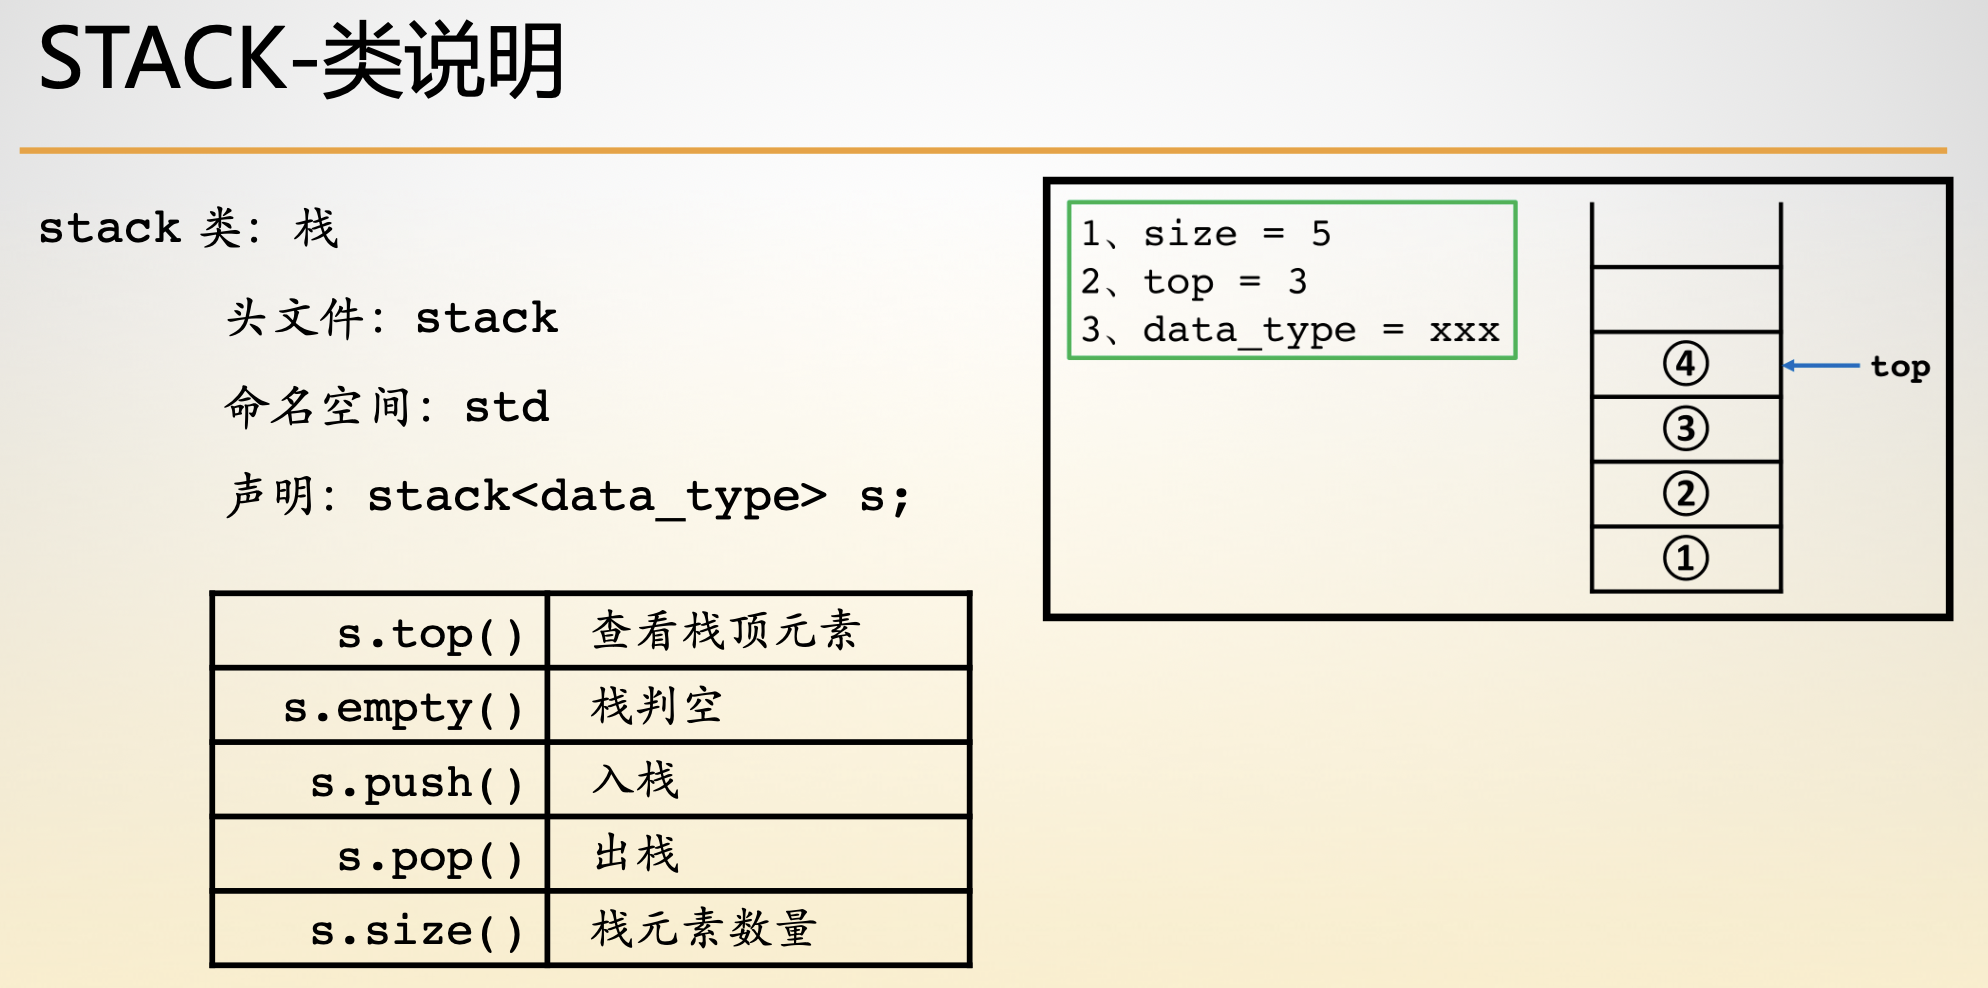 STACK-类说明
stack 类：栈
头文件：stack
命名空间：std
声明：stack<data_type> s;
s.top() 查看栈顶元素
s.empty() 栈判空
s.push() 入栈
s.pop() 出栈
s.size() 栈元素数量
1、size = 5
2、top = 3
3、data_type = xxx
④ top
③
②
①